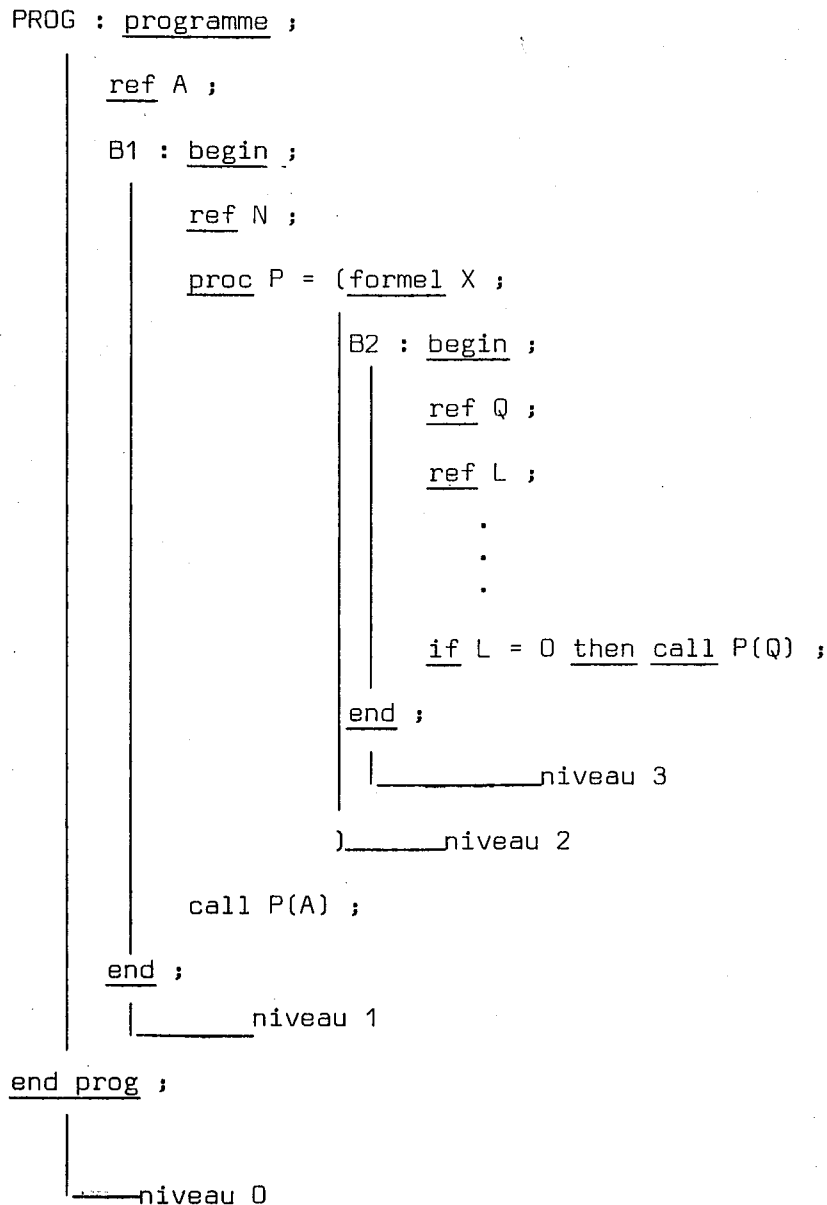 PROG : programme ;
ref A ;
B1 : begin ;
ref N ;
proc P = (formel X ;
B2 : begin ;
ref Q ;
ref L ;
.
.
.
if L = 0 then call P(Q) ;
end ;
niveau 3
) niveau 2
call P(A) ;
end ;
niveau 1
end prog ;
niveau 0